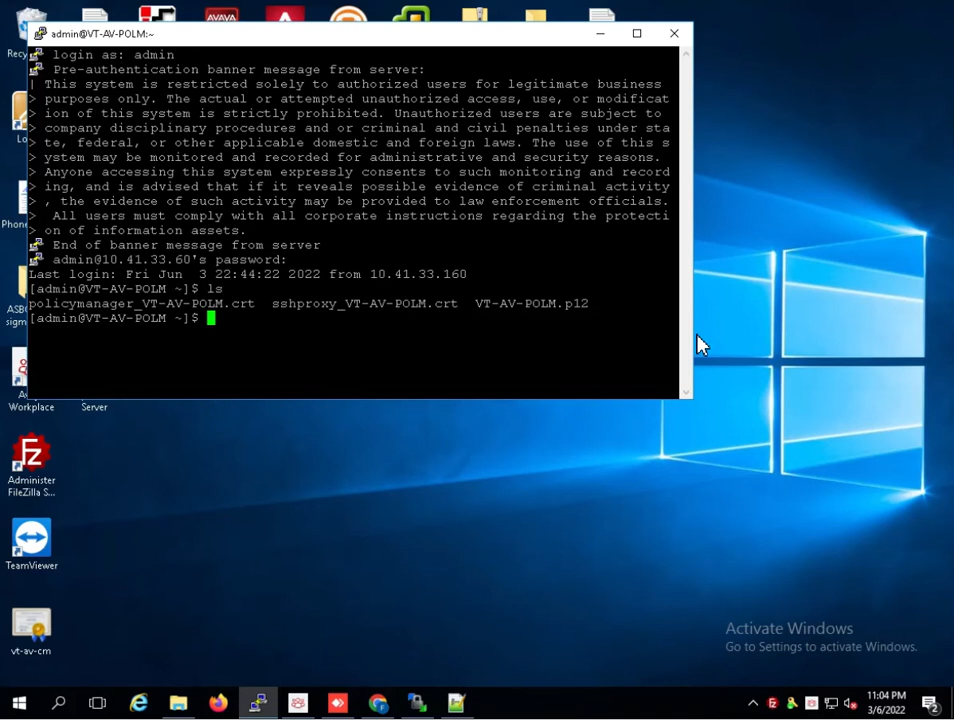 AVAYA
Recy
admin@VT-AV-POLM:~
login as: admin
Pre-authentication banner message from server:
| This system is restricted solely to authorized users for legitimate business
> purposes only. The actual or attempted unauthorized access, use, or modificat
> ion of this system is strictly prohibited. Unauthorized users are subject to
> company disciplinary procedures and or criminal and civil penalties under sta
> te, federal, or other applicable domestic and foreign laws. The use of this s
> ystem may be monitored and recorded for administrative and security reasons.
> Anyone accessing this system expressly consents to such monitoring and record
> ing, and is advised that if it reveals possible evidence of criminal activity
> , the evidence of such activity may be provided to law enforcement officials.
>  All users must comply with all corporate instructions regarding the protecti
> on of information assets.
End of banner message from server
admin@10.41.33.60's password:
Last login: Fri Jun  3 22:44:22 2022 from 10.41.33.160
[admin@VT-AV-POLM ~]$ ls
policymanager_VT-AV-POLM.crt  sshproxy_VT-AV-POLM.crt  VT-AV-POLM.p12
[admin@VT-AV-POLM ~]$
Lo
Phone
ASBC
sigm
Av
Workplace
Server
Fz
Administer
FileZilla S...
TeamViewer
vt-av-cm
Activate Windows
Go to Settings to activate Windows.
11:04 PM
3/6/2022
2